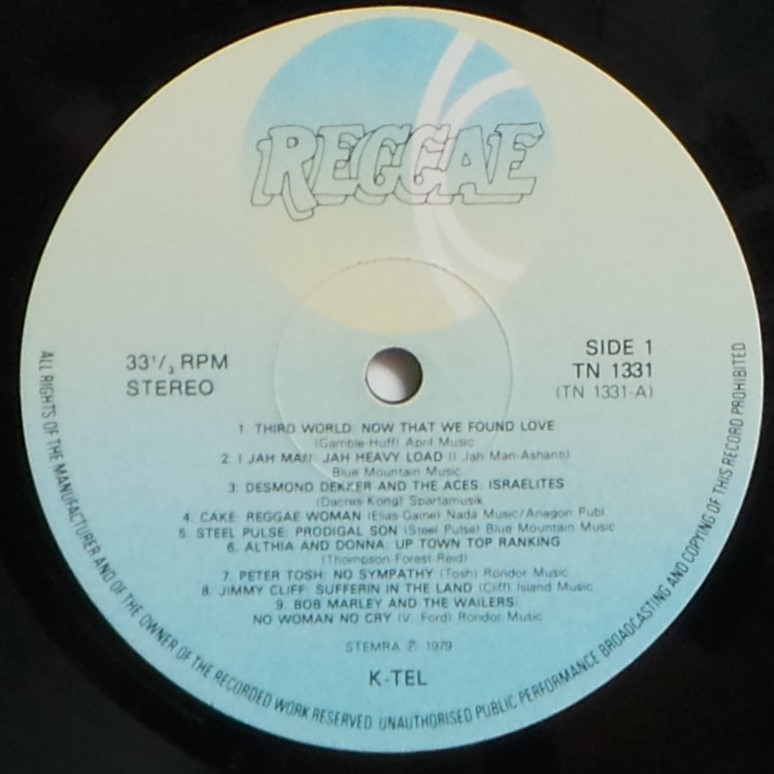 REGGAE
33 1/3 RPM
STEREO
SIDE 1
TN 1331
(TN 1331-A)
1. THIRD WORLD: NOW THAT WE FOUND LOVE
(Gamble-Huff) April Music
2. I JAH MAN: JAH HEAVY LOAD (I Jah Man-Ashanti)
Blue Mountain Music
3. DESMOND DEKKER AND THE ACES: ISRAELITES
(Dacres-Kong) Spartamusik
4. CAKE: REGGAE WOMAN (Elias-Gaine) Nada Music/Anagon Publ.
5. STEEL PULSE: PRODIGAL SON (Steel Pulse) Blue Mountain Music
6. ALTHIA AND DONNA: UP TOWN TOP RANKING
(Thompson-Forest-Reid)
7. PETER TOSH: NO SYMPATHY (Tosh) Rondor Music
8. JIMMY CLIFF: SUFFERIN IN THE LAND (Cliff) Island Music
9. BOB MARLEY AND THE WAILERS:
NO WOMAN NO CRY (V. Ford) Rondor Music
STEMRA ℗ 1979
K-TEL
ALL RIGHTS OF THE MANUFACTURER AND OF THE OWNER OF THE RECORDED WORK RESERVED. UNAUTHORISED PUBLIC PERFORMANCE BROADCASTING AND COPYING OF THIS RECORD PROHIBITED